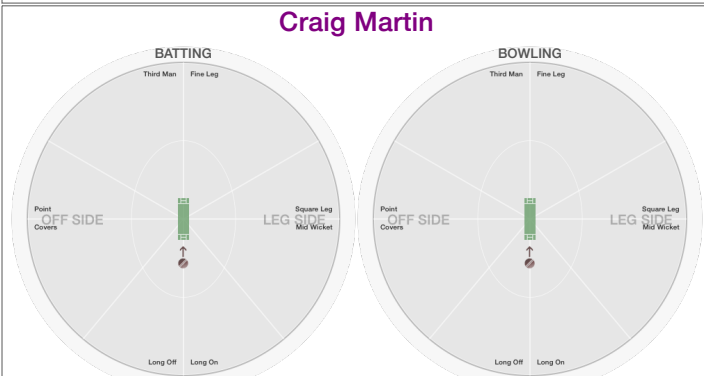 Craig Martin
BATTING
Third Man Fine Leg
Point Square Leg
OFF SIDE LEG SIDE
Covers Mid Wicket
Long Off Long On
BOWLING
Third Man Fine Leg
Point Square Leg
OFF SIDE LEG SIDE
Covers Mid Wicket
Long Off Long On